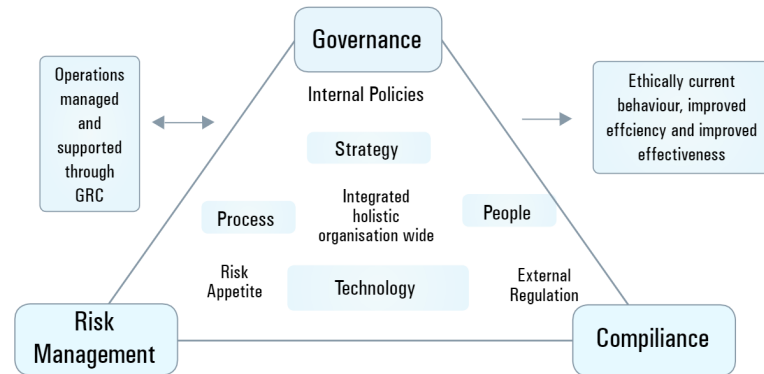 Governance
Internal Policies
Operations
managed
and
supported
through
GRC
Ethically current
behaviour, improved
effciency and improved
effectiveness
Strategy
Process
Integrated
holistic
organisation wide
People
Risk
Appetite
Technology
External
Regulation
Risk
Management
Compiliance